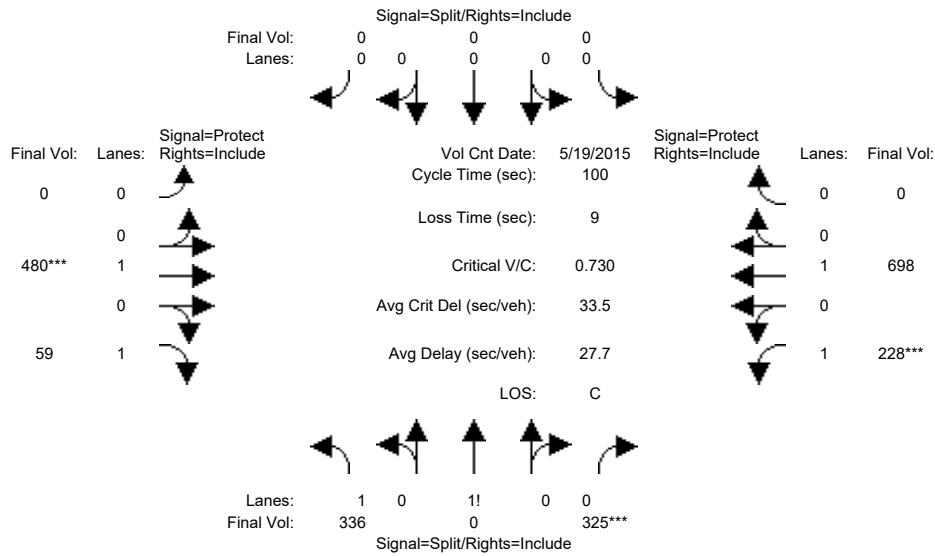 Signal=Split/Rights=Include
Final Vol: 0 0 0
Lanes: 0 0 0 0 0
Signal=Protect Signal=Protect
Final Vol: Lanes: Rights=Include Vol Cnt Date: 5/19/2015 Rights=Include Lanes: Final Vol:
Cycle Time (sec): 100
0 0 0 0
Loss Time (sec): 9
0 0
480*** 1 Critical V/C: 0.730 1 698
0 Avg Crit Del (sec/veh): 33.5 0
59 1 Avg Delay (sec/veh): 27.7 1 228***
LOS: C
Lanes: 1 0 1! 0 0
Final Vol: 336 0 325***
Signal=Split/Rights=Include